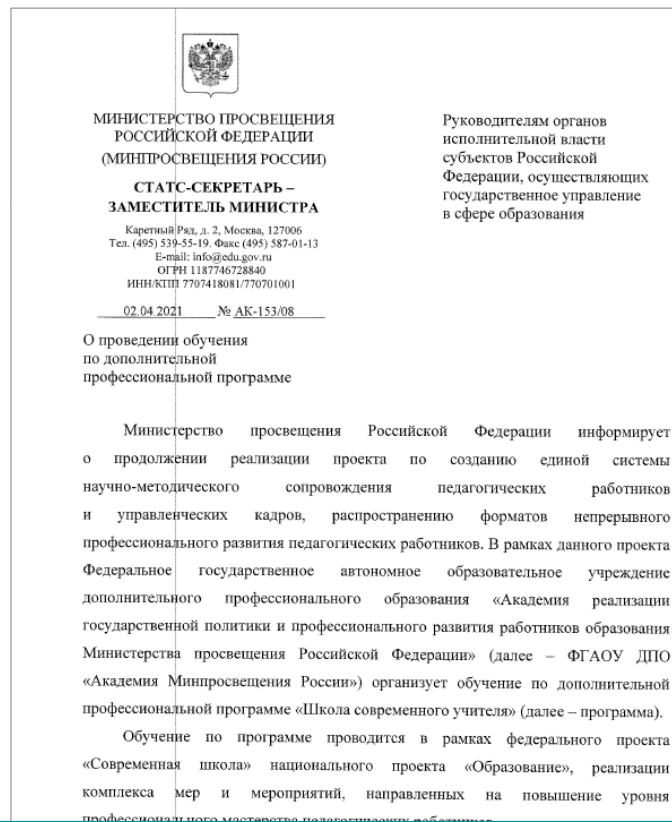 МИНИСТЕРСТВО ПРОСВЕЩЕНИЯ
РОССИЙСКОЙ ФЕДЕРАЦИИ
(МИНПРОСВЕЩЕНИЯ РОССИИ)
СТАТС-СЕКРЕТАРЬ –
ЗАМЕСТИТЕЛЬ МИНИСТРА
Каретный Ряд, д. 2, Москва, 127006
Тел. (495) 539-55-19. Факс (495) 587-01-13
E-mail: info@edu.gov.ru
ОГРН 1187746728840
ИНН/КПП 7707418081/770701001
02.04.2021 № АК-153/08
Руководителям органов
исполнительной власти
субъектов Российской
Федерации, осуществляющих
государственное управление
в сфере образования
О проведении обучения
по дополнительной
профессиональной программе
Министерство просвещения Российской Федерации информирует
о продолжении реализации проекта по созданию единой системы
научно-методического сопровождения педагогических работников
и управленческих кадров, распространению форматов непрерывного
профессионального развития педагогических работников. В рамках данного проекта
Федеральное государственное автономное образовательное учреждение
дополнительного профессионального образования «Академия реализации
государственной политики и профессионального развития работников образования
Министерства просвещения Российской Федерации» (далее – ФГАОУ ДПО
«Академия Минпросвещения России») организует обучение по дополнительной
профессиональной программе «Школа современного учителя» (далее – программа).
Обучение по программе проводится в рамках федерального проекта
«Современная школа» национального проекта «Образование», реализации
комплекса мер и мероприятий, направленных на повышение уровня
профессионального мастерства педагогических работников